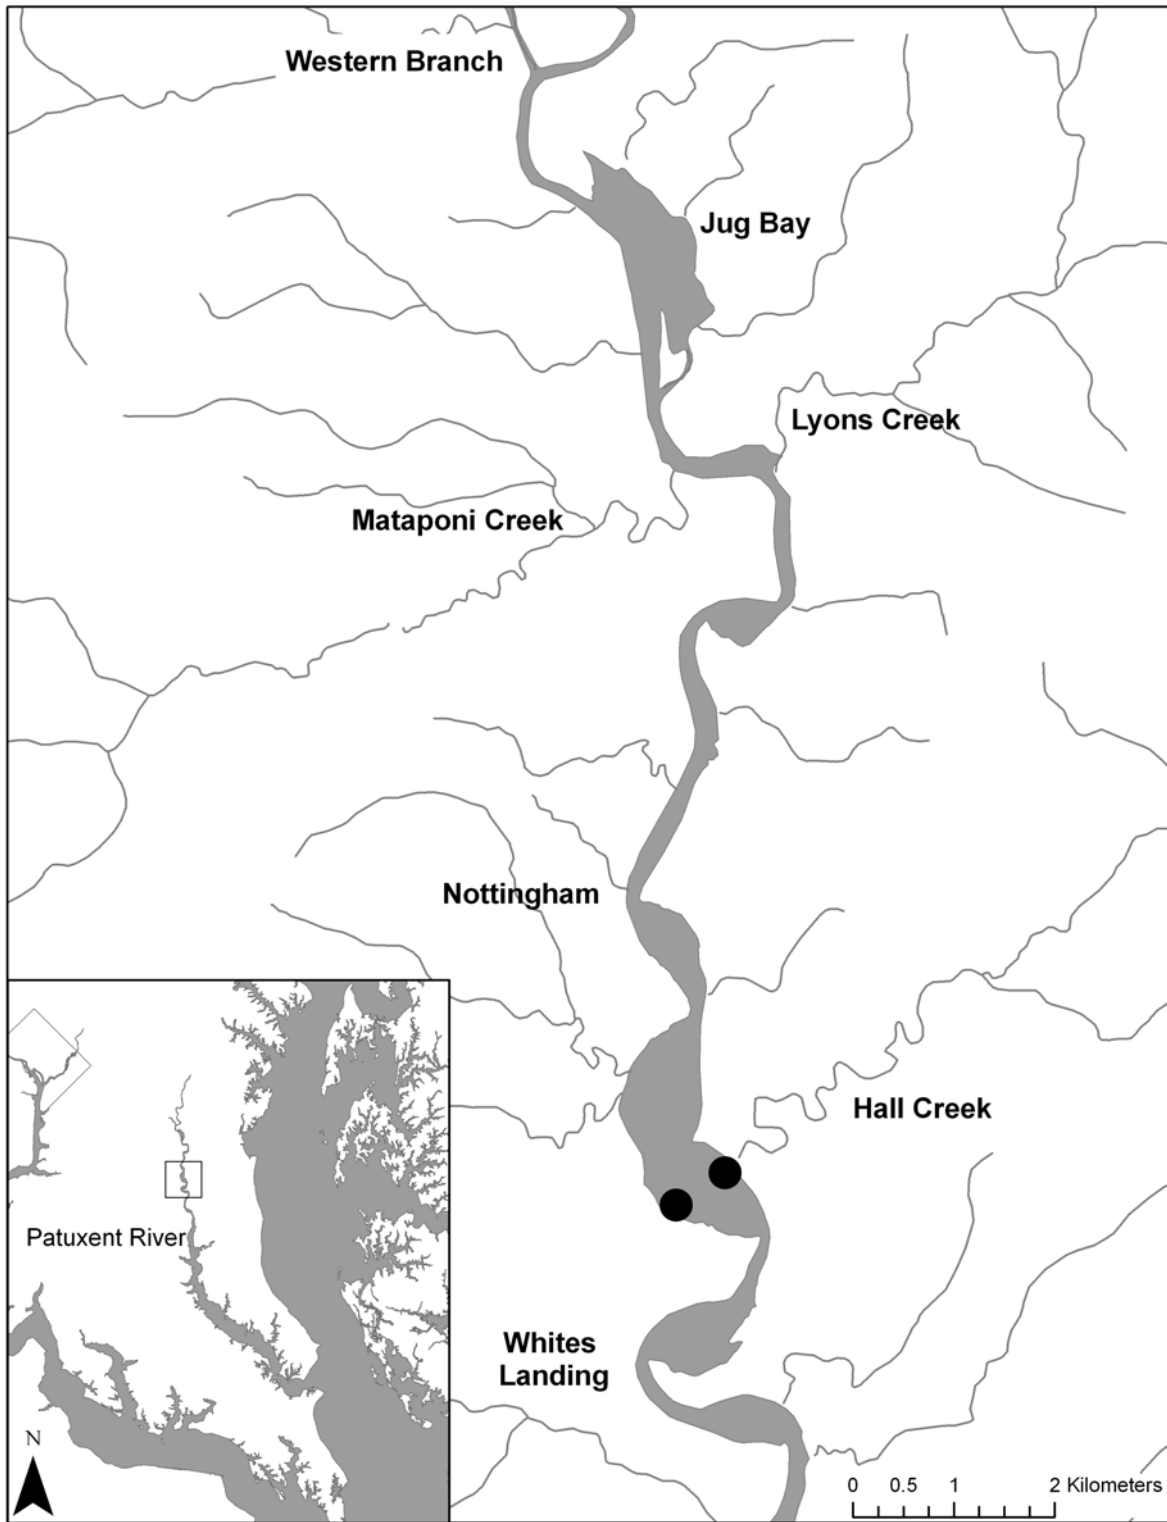 Western Branch
Jug Bay
Lyons Creek
Mataponi Creek
Nottingham
Hall Creek
Patuxent River
Whites
Landing
N
0 0.5 1 2 Kilometers